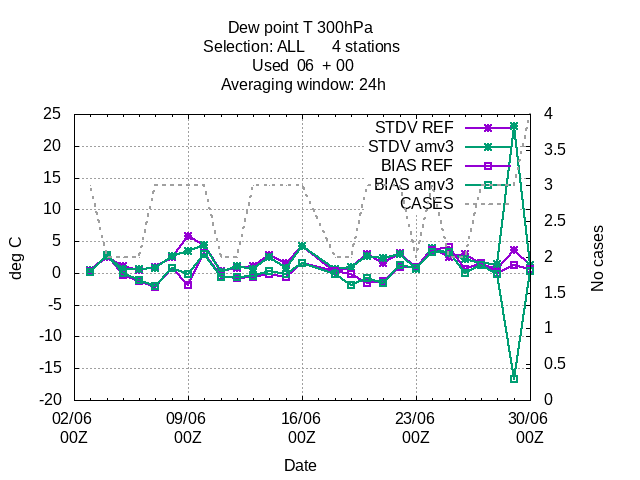 Dew point T 300hPa
Selection: ALL 4 stations
Used 06 + 00
Averaging window: 24h
deg C
25
20
15
10
5
0
-5
-10
-15
-20
STDV REF
STDV amv3
BIAS REF
BIAS amv3
CASES
4
3.5
3
2.5
2
1.5
1
0.5
0
No cases
02/06 09/06 16/06 23/06 30/06
00Z 00Z 00Z 00Z 00Z
Date